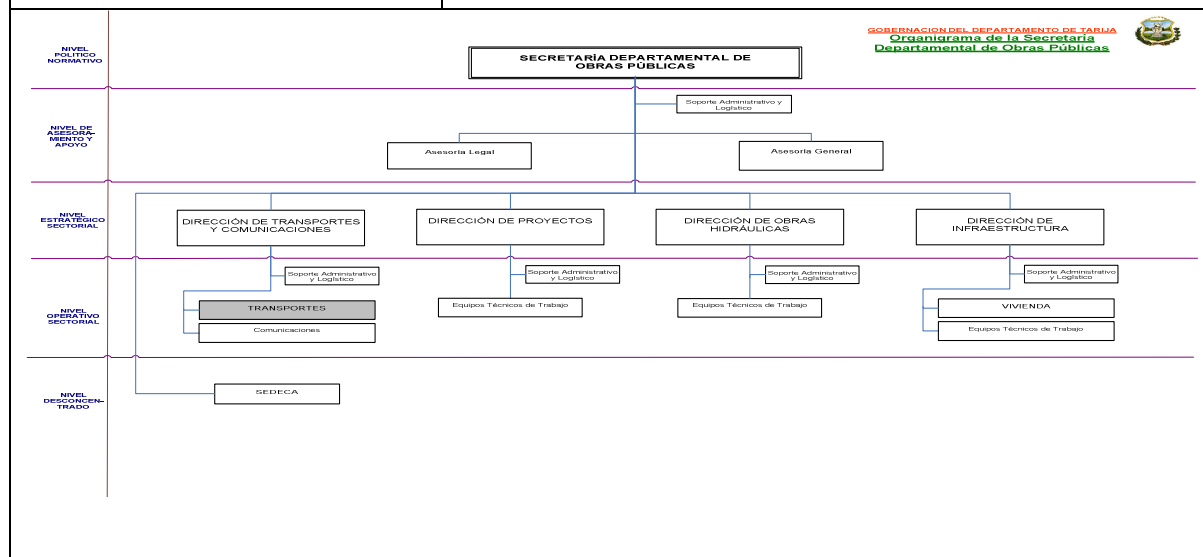 GOBERNACION DEL DEPARTAMENTO DE TARIJA
Organigrama de la Secretaría
Departamental de Obras Públicas
NIVEL
POLITICO
NORMATIVO
SECRETARÍA DEPARTAMENTAL DE
OBRAS PÚBLICAS
NIVEL DE
ASESORA-
MIENTO Y
APOYO
Soporte Administrativo y
Logístico
Asesoría Legal
Asesoría General
NIVEL
ESTRATÉGICO
SECTORIAL
DIRECCIÓN DE TRANSPORTES
Y COMUNICACIONES
DIRECCIÓN DE PROYECTOS
DIRECCIÓN DE OBRAS
HIDRÁULICAS
DIRECCIÓN DE
INFRAESTRUCTURA
NIVEL
OPERATIVO
SECTORIAL
Soporte Administrativo
y Logístico
TRANSPORTES
Comunicaciones
Soporte Administrativo
y Logístico
Equipos Técnicos de Trabajo
Soporte Administrativo
y Logístico
Equipos Técnicos de Trabajo
Soporte Administrativo
y Logístico
VIVIENDA
Equipos Técnicos de Trabajo
NIVEL
DESCONCEN-
TRADO
SEDECA